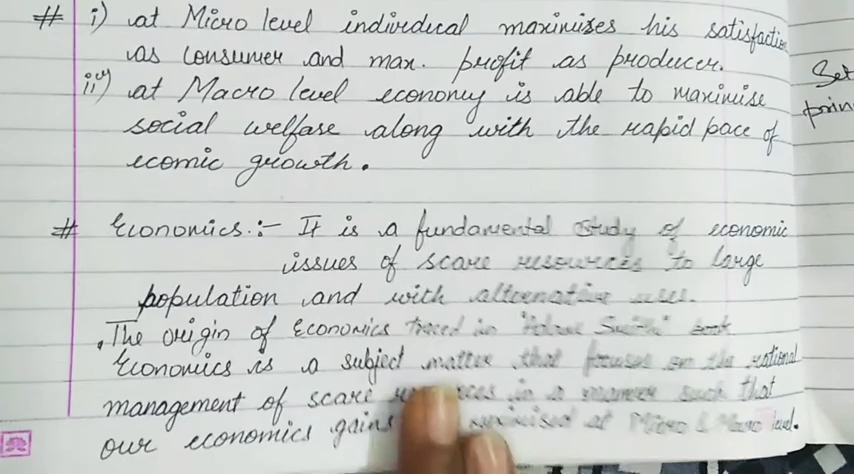 # i) at Micro level individual maximizes his satisfaction
as consumer and max. profit as producer.
ii) at Macro level economy is able to maximise
social welfare along with the rapid pace of
ecomic growth.
Set
prin
# Economics :- It is a fundamental study of economic
issues of scare resources to large
population and with alternative uses.
. The origin of Economics traced in Smith book
Economics is a subject matter that focuses on the rational
management of scare in a manner such that
our economics gains at Micro & Macro level.